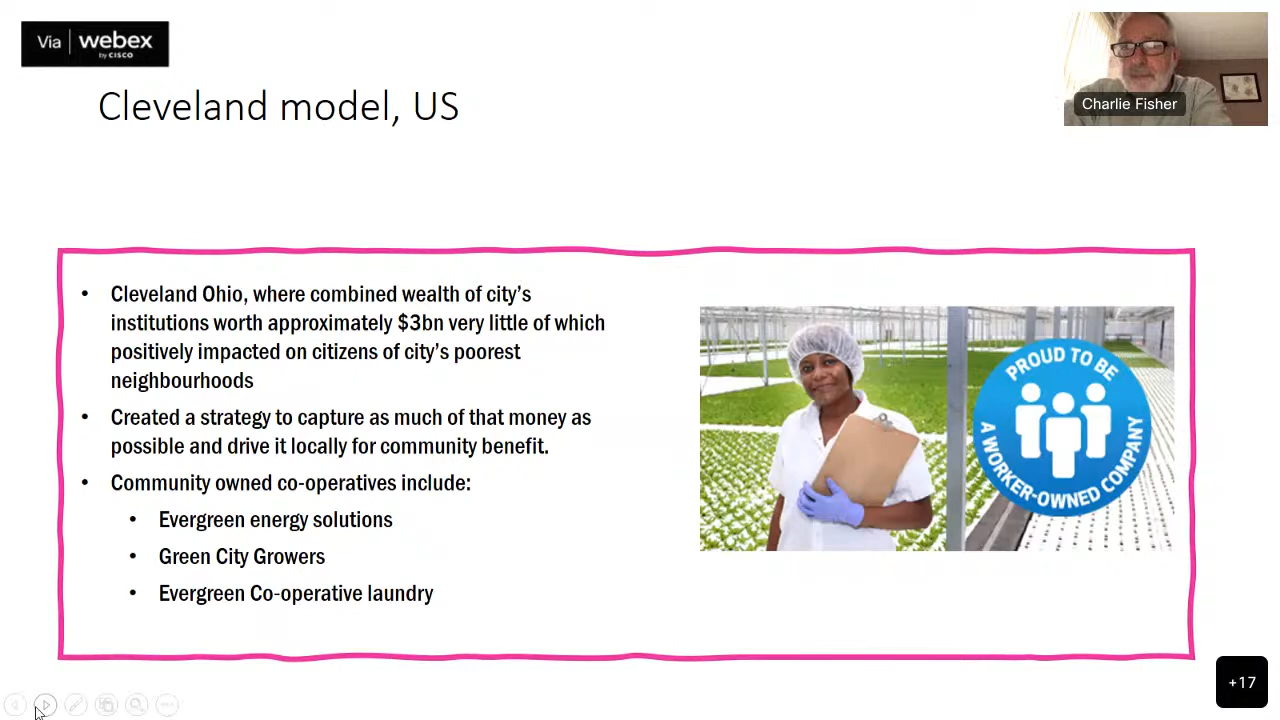 Via webex
by CISCO
Charlie Fisher
Cleveland model, US
• Cleveland Ohio, where combined wealth of city’s
institutions worth approximately $3bn very little of which
positively impacted on citizens of city’s poorest
neighbourhoods
• Created a strategy to capture as much of that money as
possible and drive it locally for community benefit.
• Community owned co-operatives include:
• Evergreen energy solutions
• Green City Growers
• Evergreen Co-operative laundry
PROUD TO BE
A WORKER-OWNED COMPANY
+17